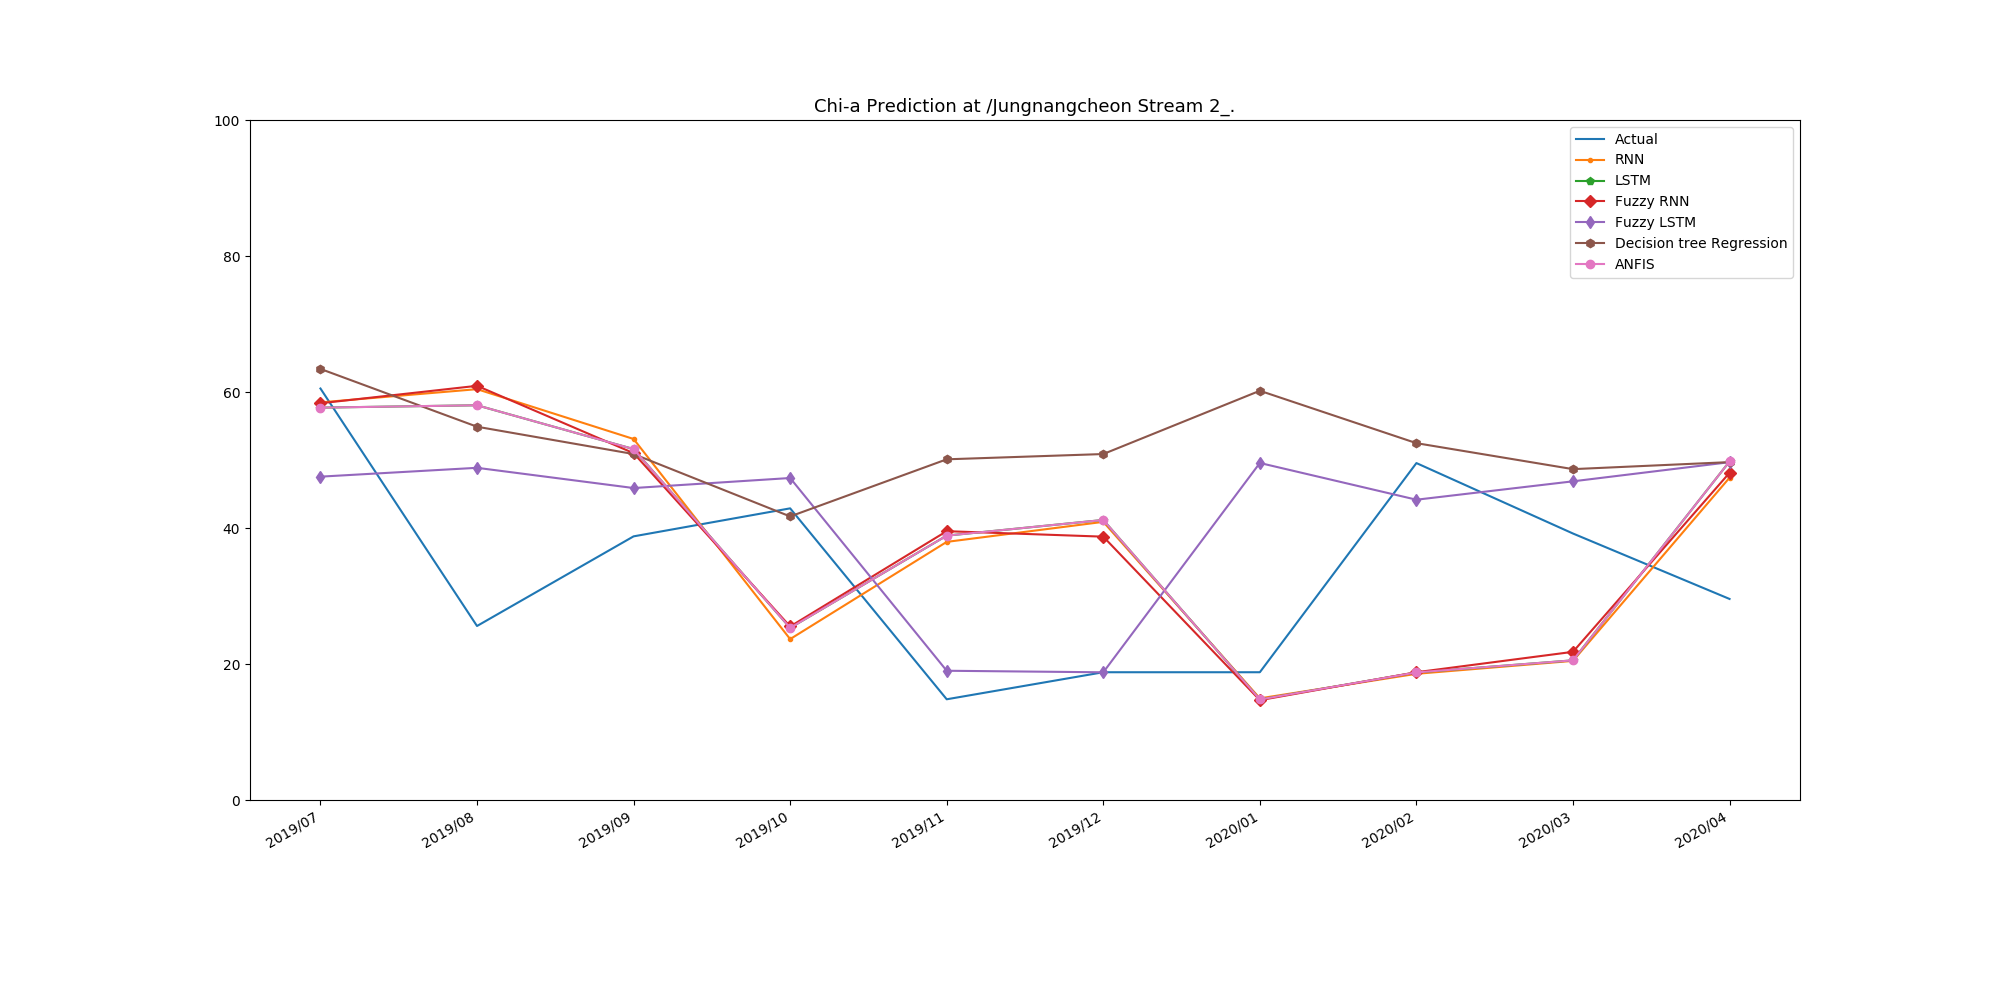 Chi-a Prediction at /Jungnangcheon Stream 2_.
100
80
60
40
20
0
Actual
RNN
LSTM
Fuzzy RNN
Fuzzy LSTM
Decision tree Regression
ANFIS
2019/07
2019/08
2019/09
2019/10
2019/11
2019/12
2020/01
2020/02
2020/03
2020/04